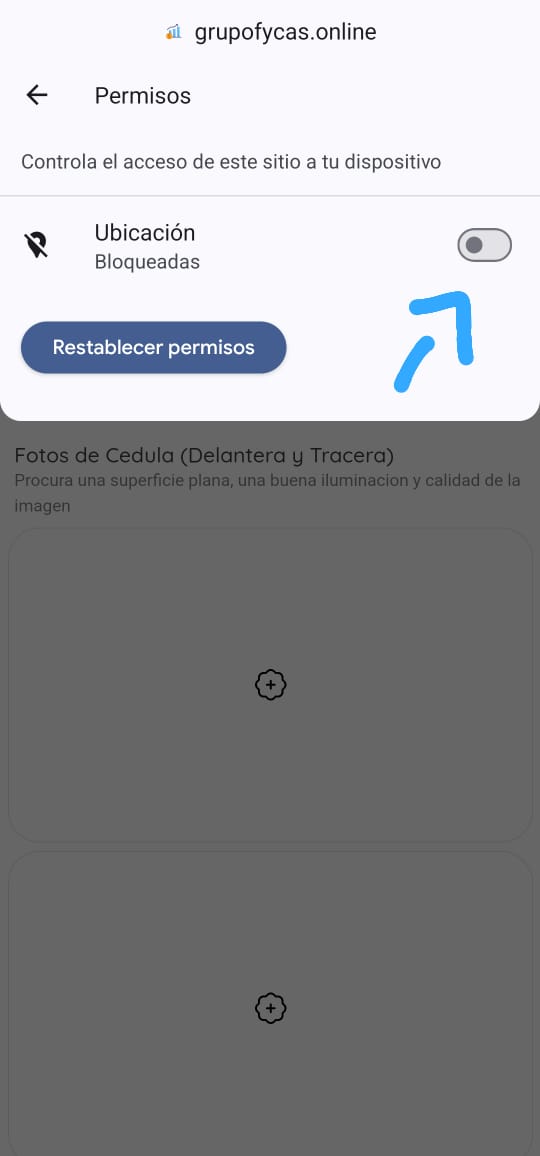 grupofycas.online
Permisos
Controla el acceso de este sitio a tu dispositivo
Ubicación
Bloqueadas
Restablecer permisos
Fotos de Cedula (Delantera y Tracera)
Procura una superficie plana, una buena iluminacion y calidad de la
imagen